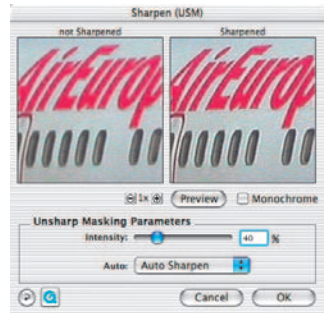 Sharpen (USM)
not Sharpened Sharpened
AirEurop AirEurop
1x Preview Monochrome
Unsharp Masking Parameters
Intensity: 40 %
Auto: Auto Sharpen
Cancel OK